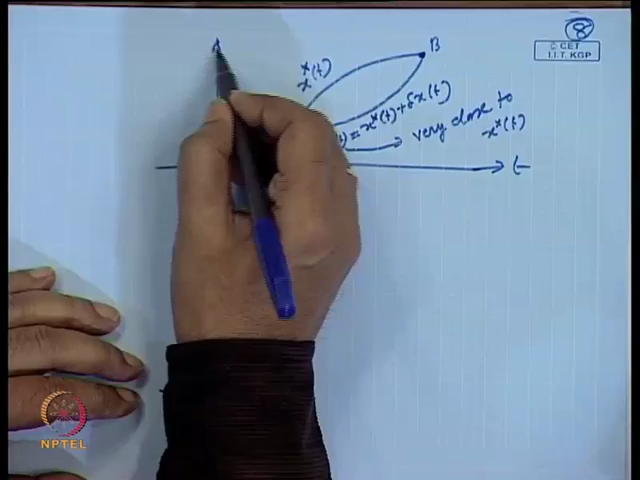 8
© CET
I.I.T. KGP
B
x*(t)
(t) = x*(t) + δx(t)
very close to
x*(t)
t
NPTEL